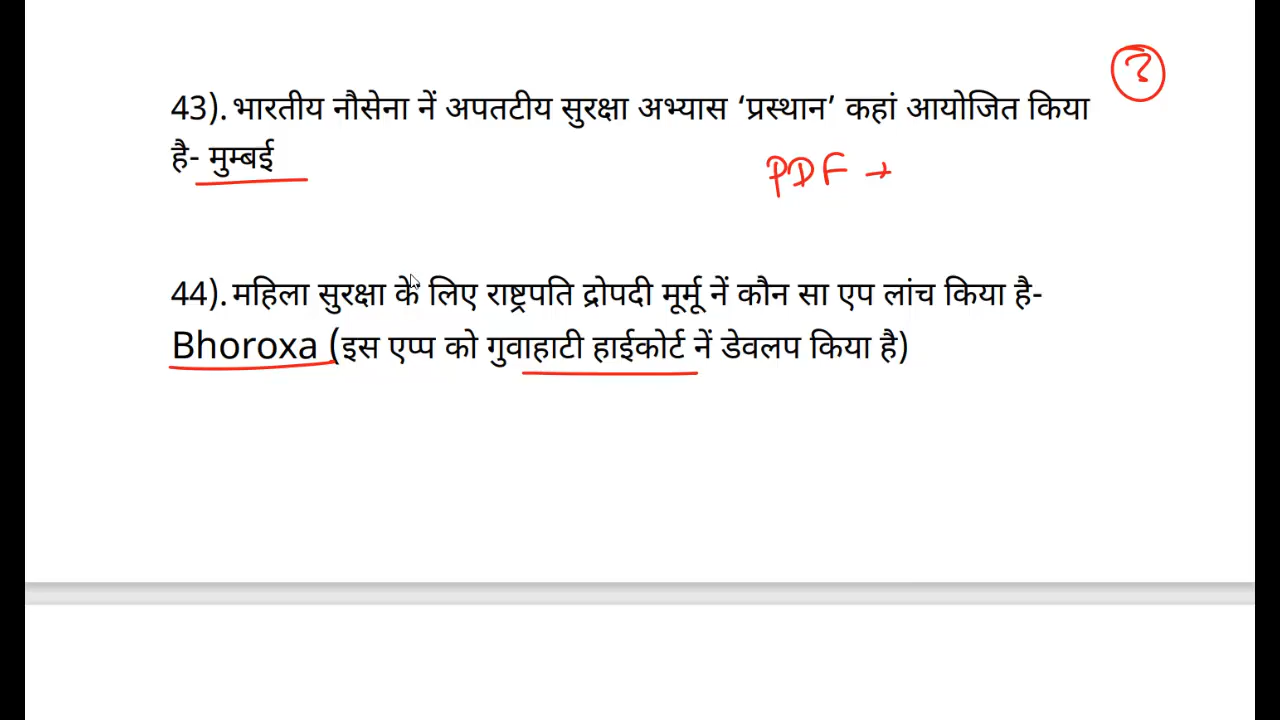 3
43). भारतीय नौसेना नें अपतटीय सुरक्षा अभ्यास ‘प्रस्थान’ कहां आयोजित किया
है- मुम्बई
PDF →
44). महिला सुरक्षा के लिए राष्ट्रपति द्रोपदी मूर्मू नें कौन सा एप लांच किया है-
Bhoroxa (इस एप्प को गुवाहाटी हाईकोर्ट नें डेवलप किया है)